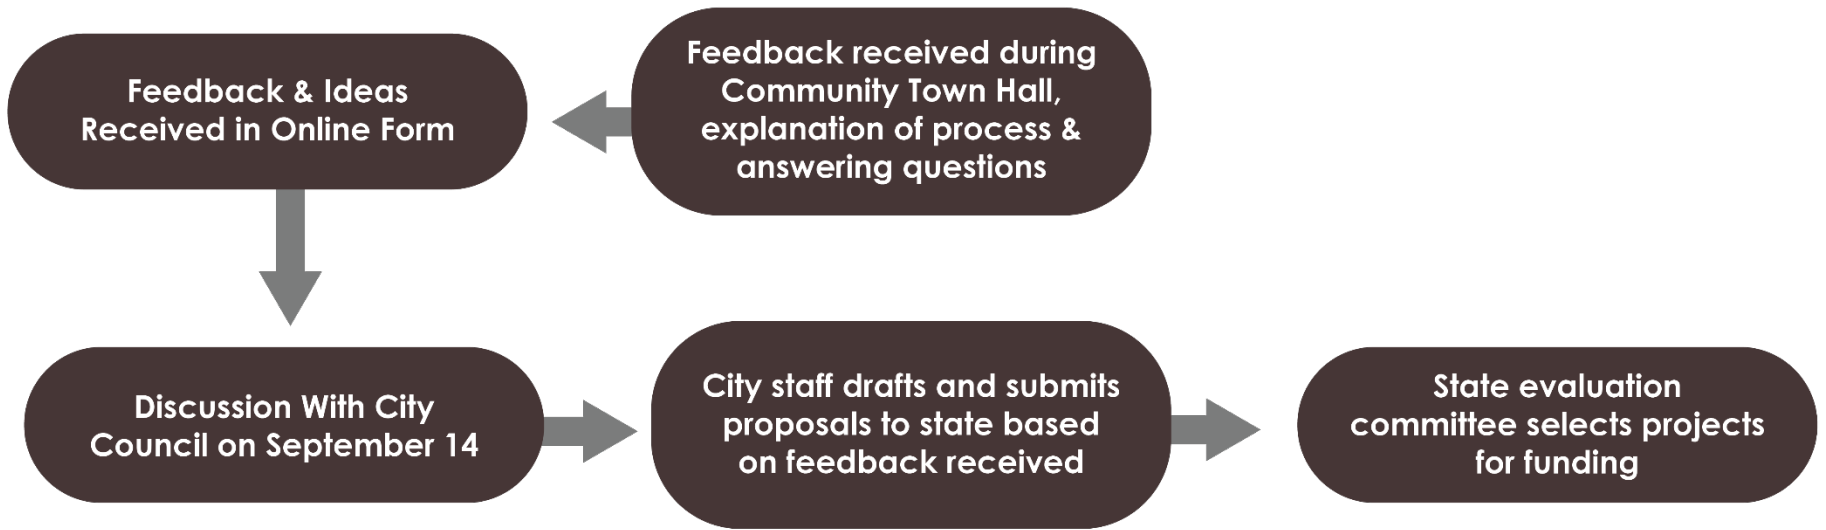 Feedback & Ideas
Received in Online Form
Feedback received during
Community Town Hall,
explanation of process &
answering questions
Discussion With City
Council on September 14
City staff drafts and submits
proposals to state based
on feedback received
State evaluation
committee selects projects
for funding